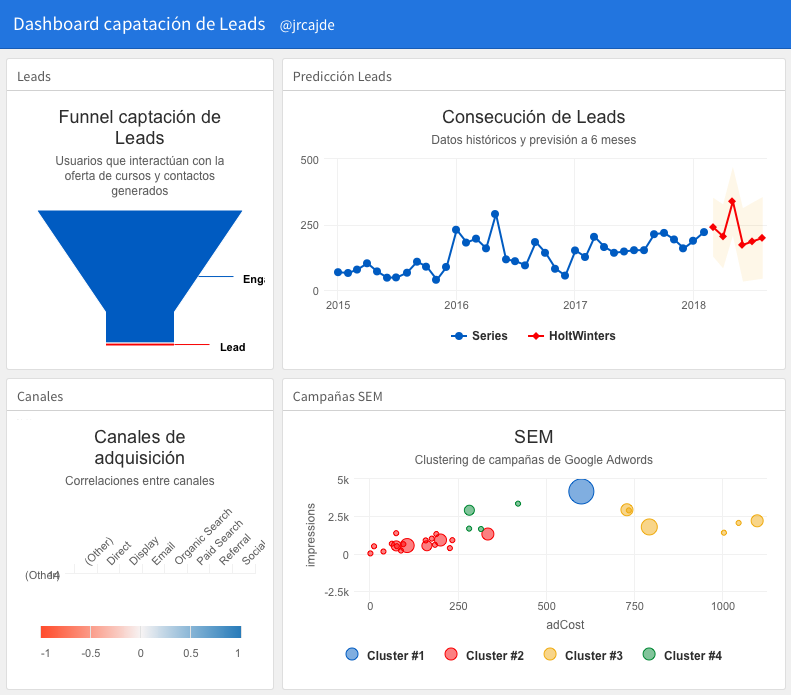 Dashboard capatación de Leads @jrcajde
Leads
Funnel captación de
Leads
Usuarios que interactúan con la
oferta de cursos y contactos
generados
Eng
Lead
Predicción Leads
Consecución de Leads
Datos históricos y previsión a 6 meses
500
250
0
2015 2016 2017 2018
Series HoltWinters
Canales
Canales de
adquisición
Correlaciones entre canales
(Other) Direct Display Email Organic Search Paid Search Referral Social
(Other)
-1 -0.5 0 0.5 1
Campañas SEM
SEM
Clustering de campañas de Google Adwords
impressions
5k
2.5k
0
-2.5k
0 250 500 750 1000
adCost
Cluster #1 Cluster #2 Cluster #3 Cluster #4